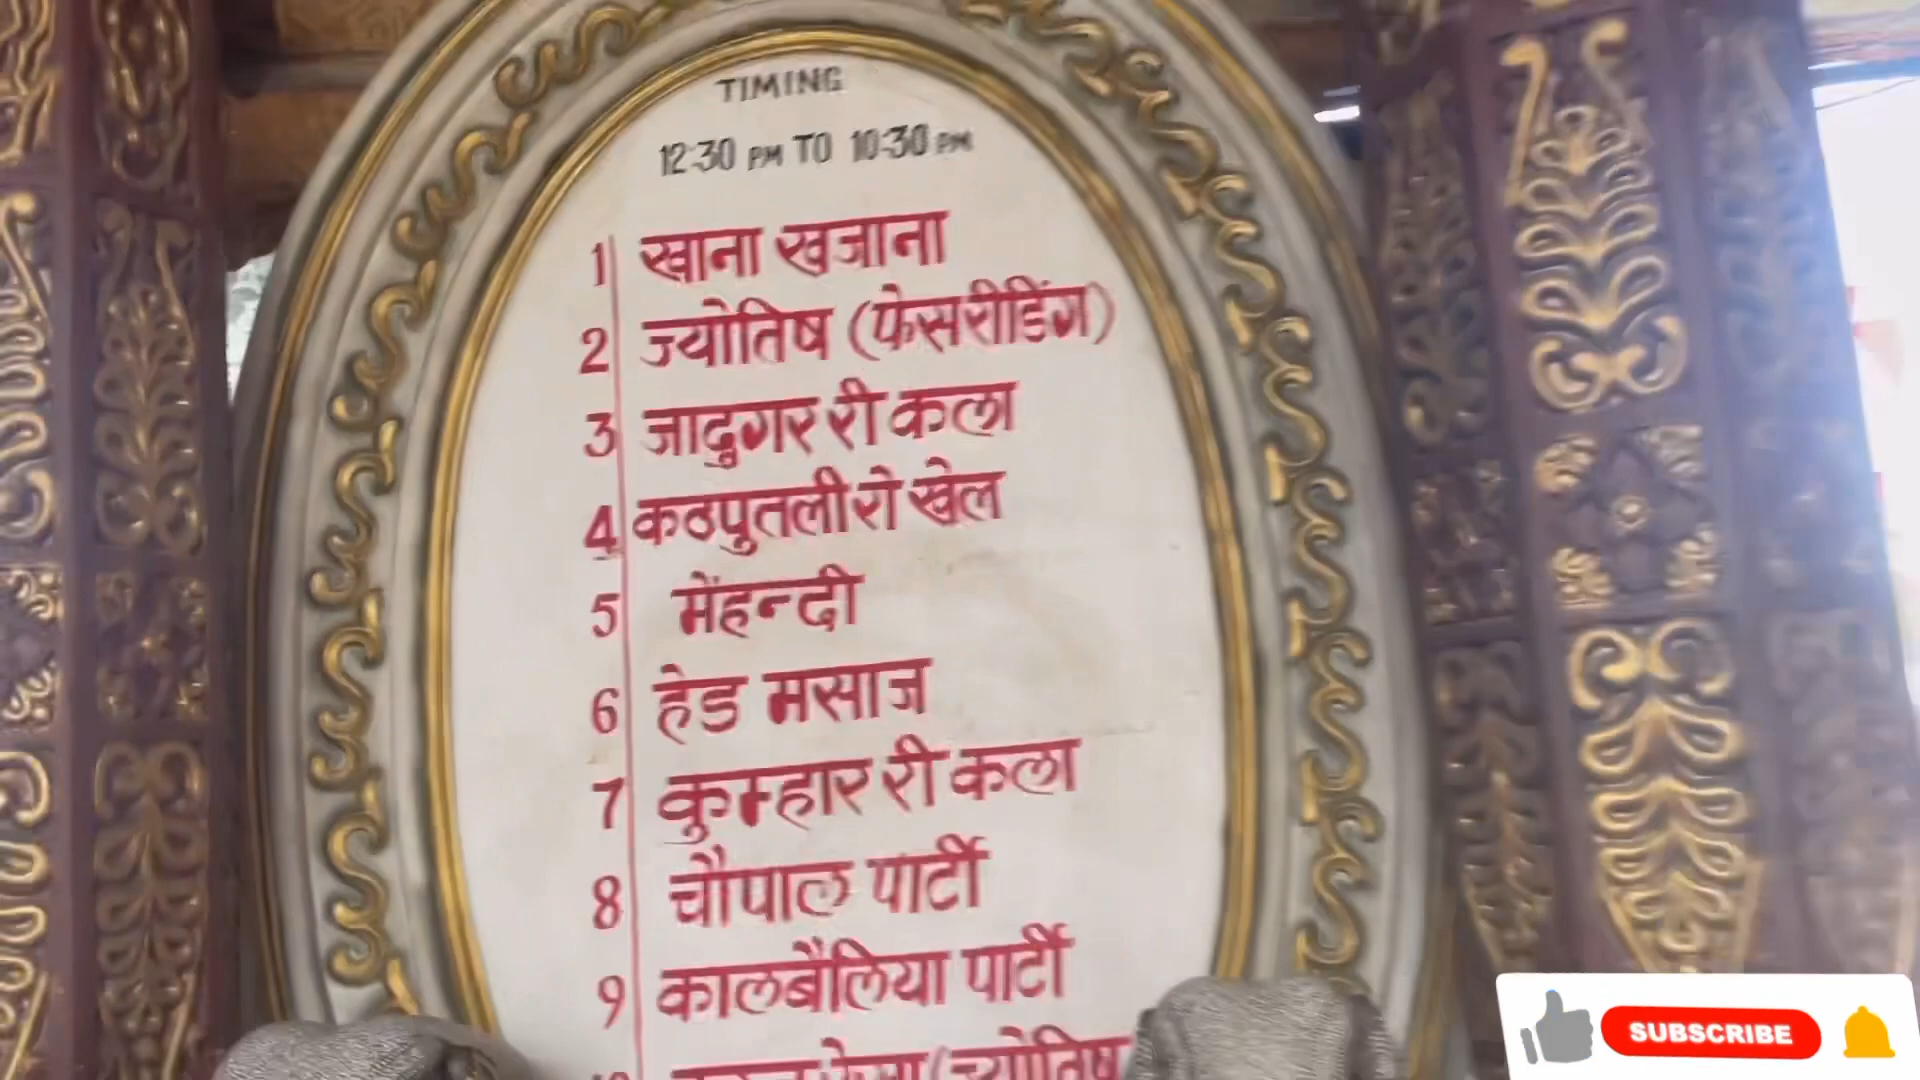 TIMING
12:30 PM TO 10:30 PM
1 खाना खजाना
2 ज्योतिष (फेसरीडिंग)
3 जादुगर री कला
4 कठपुतली रो खेल
5 मेंहन्दी
6 हेड मसाज
7 कुम्हार री कला
8 चौपाल पार्टी
9 कालबैलिया पार्टी
(ज्योतिष
SUBSCRIBE